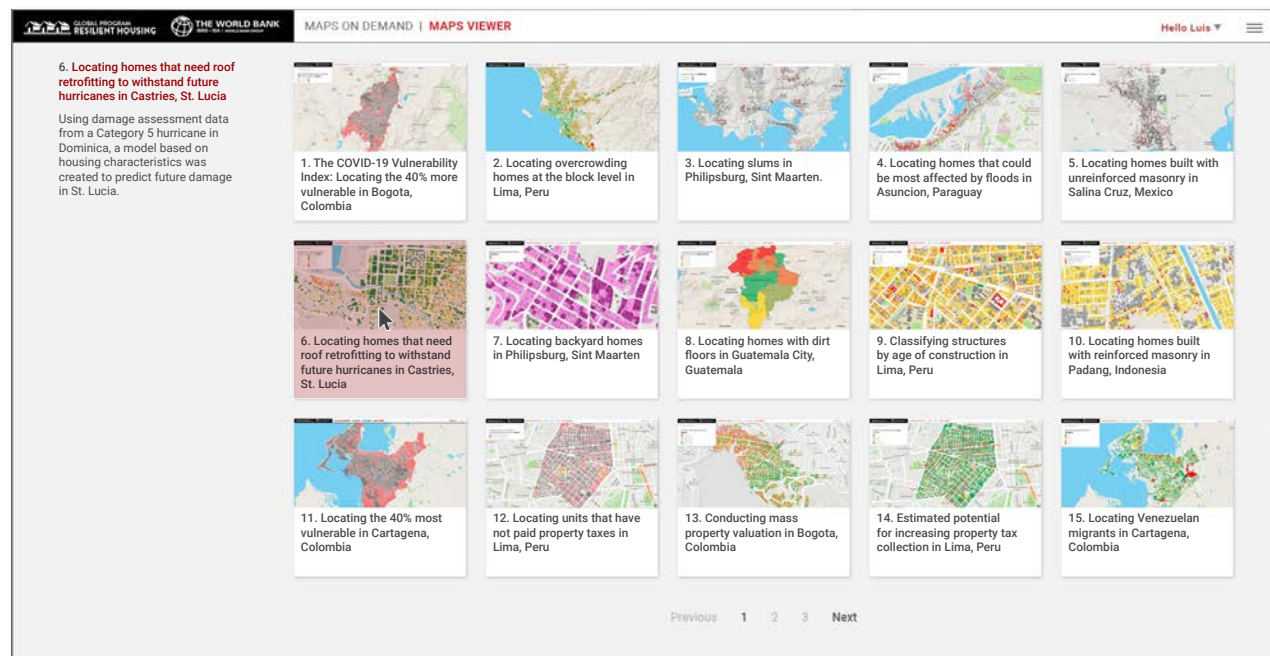 GLOBAL PROGRAM
RESILIENT HOUSING
THE WORLD BANK
IBRD • IDA | WORLD BANK GROUP
MAPS ON DEMAND | MAPS VIEWER
Hello Luis
6. Locating homes that need roof
retrofitting to withstand future
hurricanes in Castries, St. Lucia
Using damage assessment data
from a Category 5 hurricane in
Dominica, a model based on
housing characteristics was
created to predict future damage
in St. Lucia.
1. The COVID-19 Vulnerability
Index: Locating the 40% more
vulnerable in Bogota,
Colombia
2. Locating overcrowding
homes at the block level in
Lima, Peru
3. Locating slums in
Philipsburg, Sint Maarten.
4. Locating homes that could
be most affected by floods in
Asuncion, Paraguay
5. Locating homes built with
unreinforced masonry in
Salina Cruz, Mexico
6. Locating homes that need
roof retrofitting to withstand
future hurricanes in Castries,
St. Lucia
7. Locating backyard homes
in Philipsburg, Sint Maarten
8. Locating homes with dirt
floors in Guatemala City,
Guatemala
9. Classifying structures
by age of construction in
Lima, Peru
10. Locating homes built
with reinforced masonry in
Padang, Indonesia
11. Locating the 40% most
vulnerable in Cartagena,
Colombia
12. Locating units that have
not paid property taxes in
Lima, Peru
13. Conducting mass
property valuation in Bogota,
Colombia
14. Estimated potential
for increasing property tax
collection in Lima, Peru
15. Locating Venezuelan
migrants in Cartagena,
Colombia
Previous 1 2 3 Next